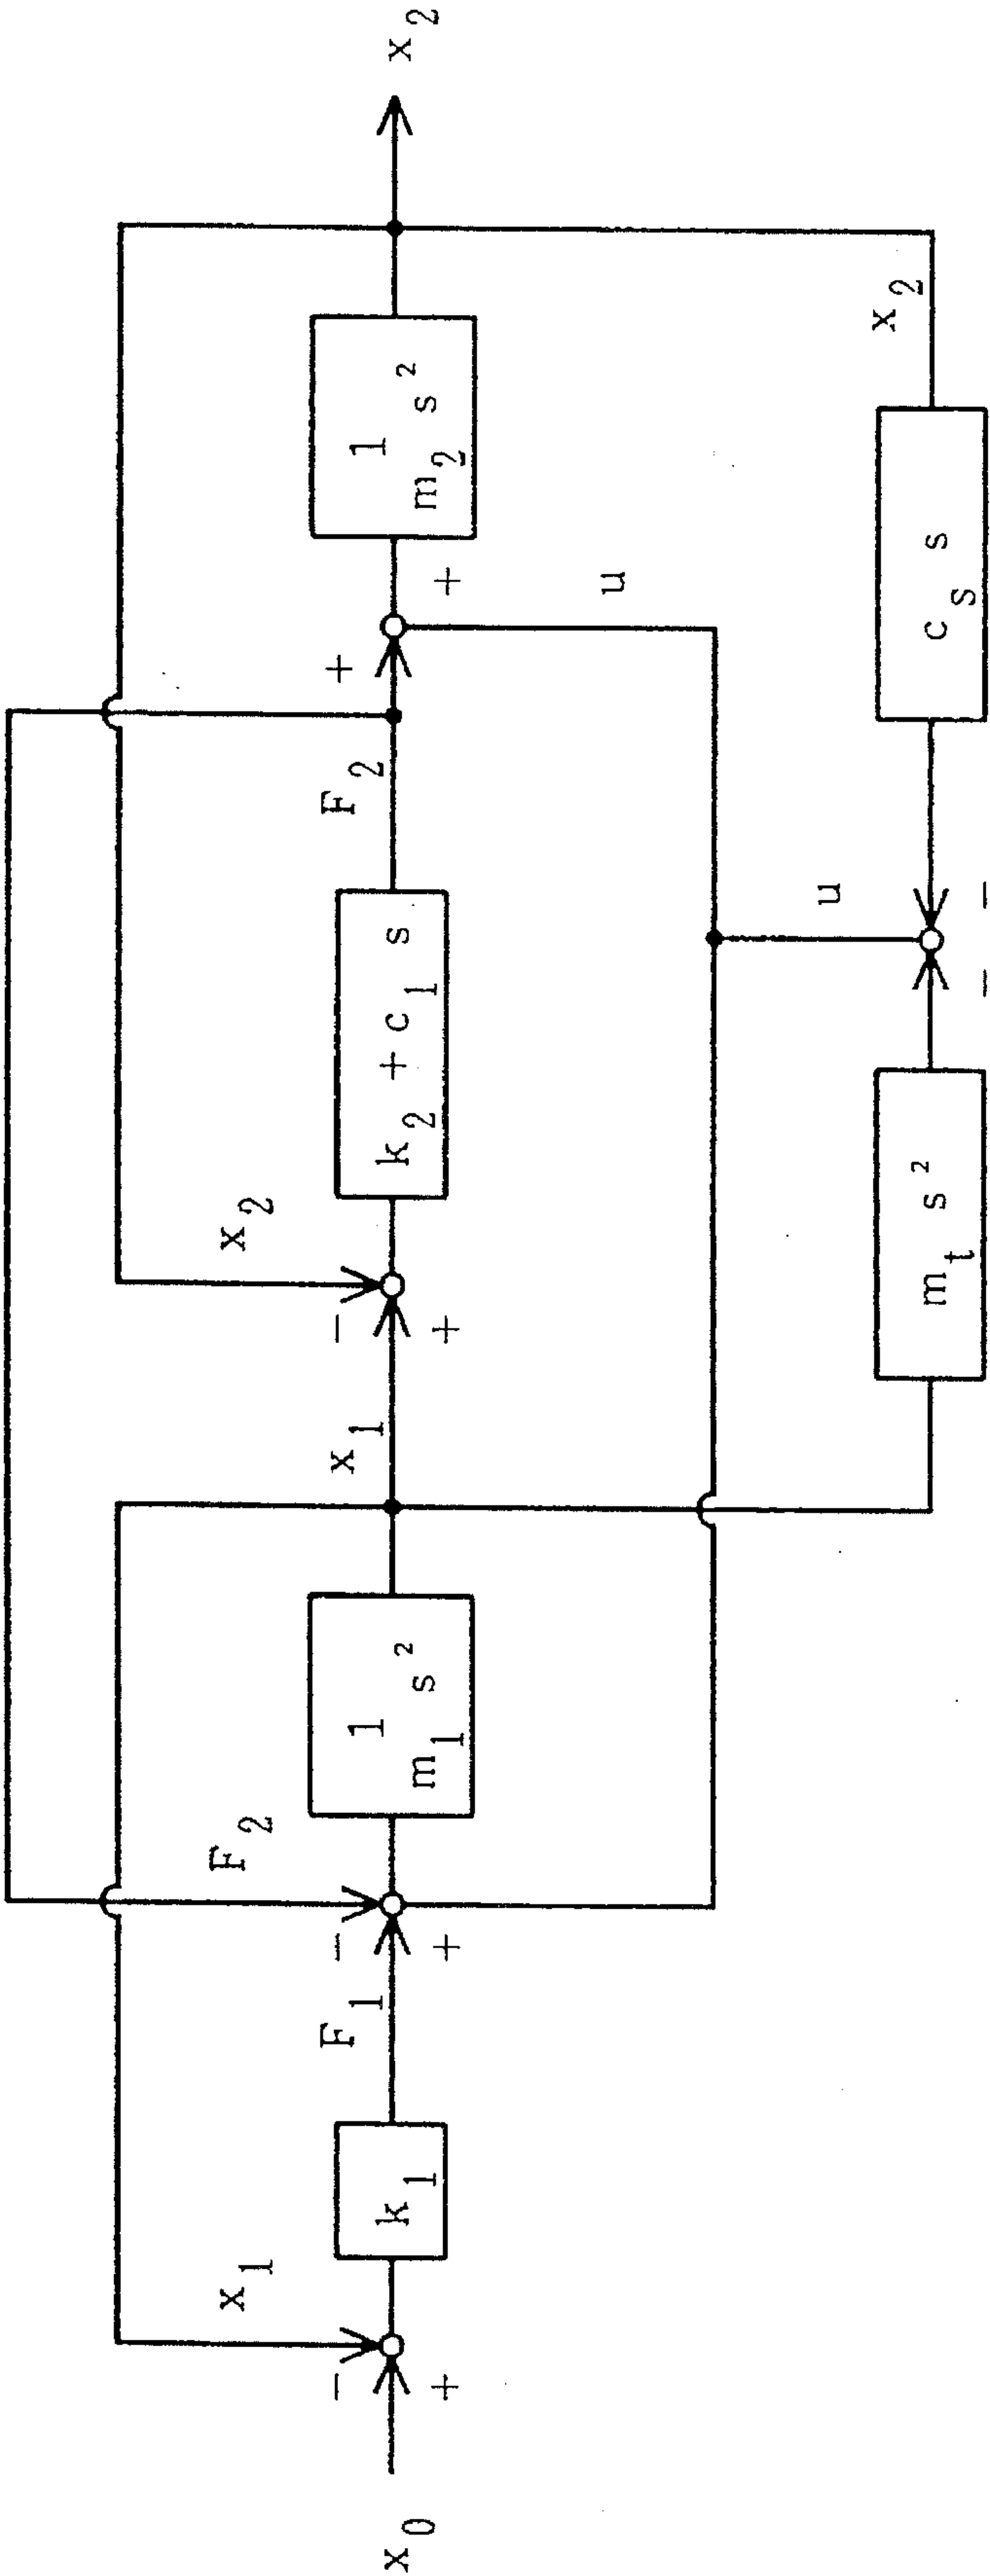 x₀
+
−
x₁
k₁
F₁
+
−
F₂
1
m₁ s²
x₁
+
−
x₂
k₂ + c₁ s
F₂
+
+
u
1
m₂ s²
x₂
m_t s²
−
u
−
c_s s
x₂